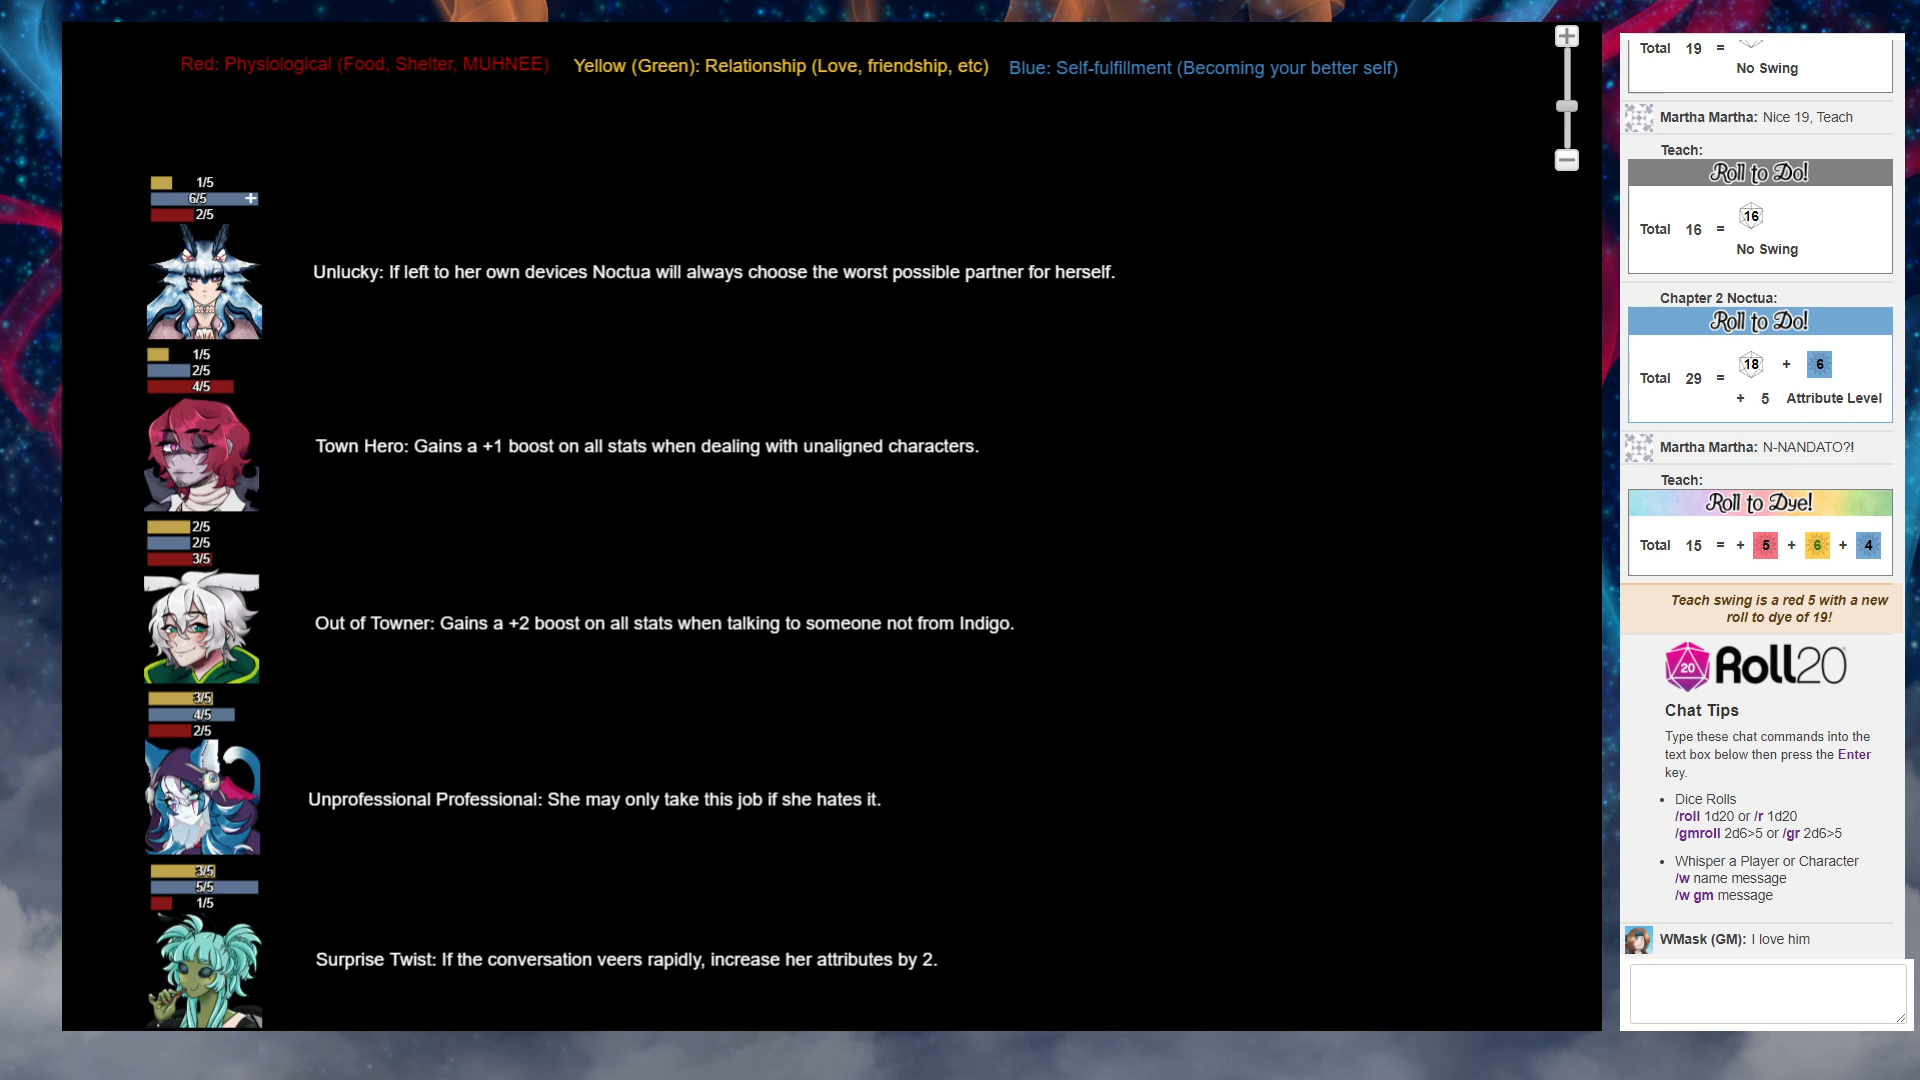 Red: Physiological (Food, Shelter, MUHNEE)
Yellow (Green): Relationship (Love, friendship, etc)
Blue: Self-fulfillment (Becoming your better self)
1/5
6/5 +
2/5
Unlucky: If left to her own devices Noctua will always choose the worst possible partner for herself.
1/5
2/5
4/5
Town Hero: Gains a +1 boost on all stats when dealing with unaligned characters.
2/5
2/5
3/5
Out of Towner: Gains a +2 boost on all stats when talking to someone not from Indigo.
3/5
4/5
2/5
Unprofessional Professional: She may only take this job if she hates it.
3/5
5/5
1/5
Surprise Twist: If the conversation veers rapidly, increase her attributes by 2.
Total 19 =
No Swing
Martha Martha: Nice 19, Teach
Teach:
Roll to Do!
16
Total 16 =
No Swing
Chapter 2 Noctua:
Roll to Do!
18 + 6
Total 29 =
+ 5 Attribute Level
Martha Martha: N-NANDATO?!
Teach:
Roll to Dye!
Total 15 = + 5 + 6 + 4
Teach swing is a red 5 with a new
roll to dye of 19!
20 Roll20
Chat Tips
Type these chat commands into the
text box below then press the Enter
key.
• Dice Rolls
/roll 1d20 or /r 1d20
/gmroll 2d6>5 or /gr 2d6>5
• Whisper a Player or Character
/w name message
/w gm message
WMask (GM): I love him